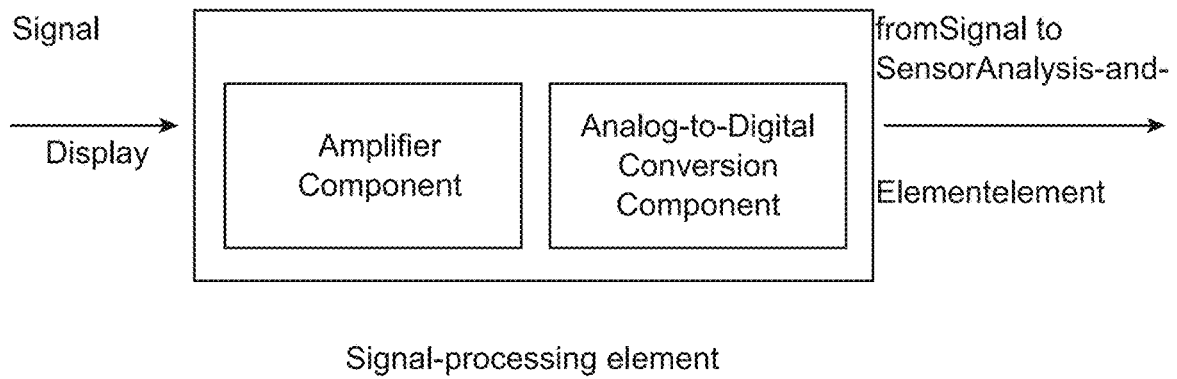 Signal
Display
Amplifier
Component
Analog-to-Digital
Conversion
Component
fromSignal to
SensorAnalysis-and-
Elementelement
Signal-processing element